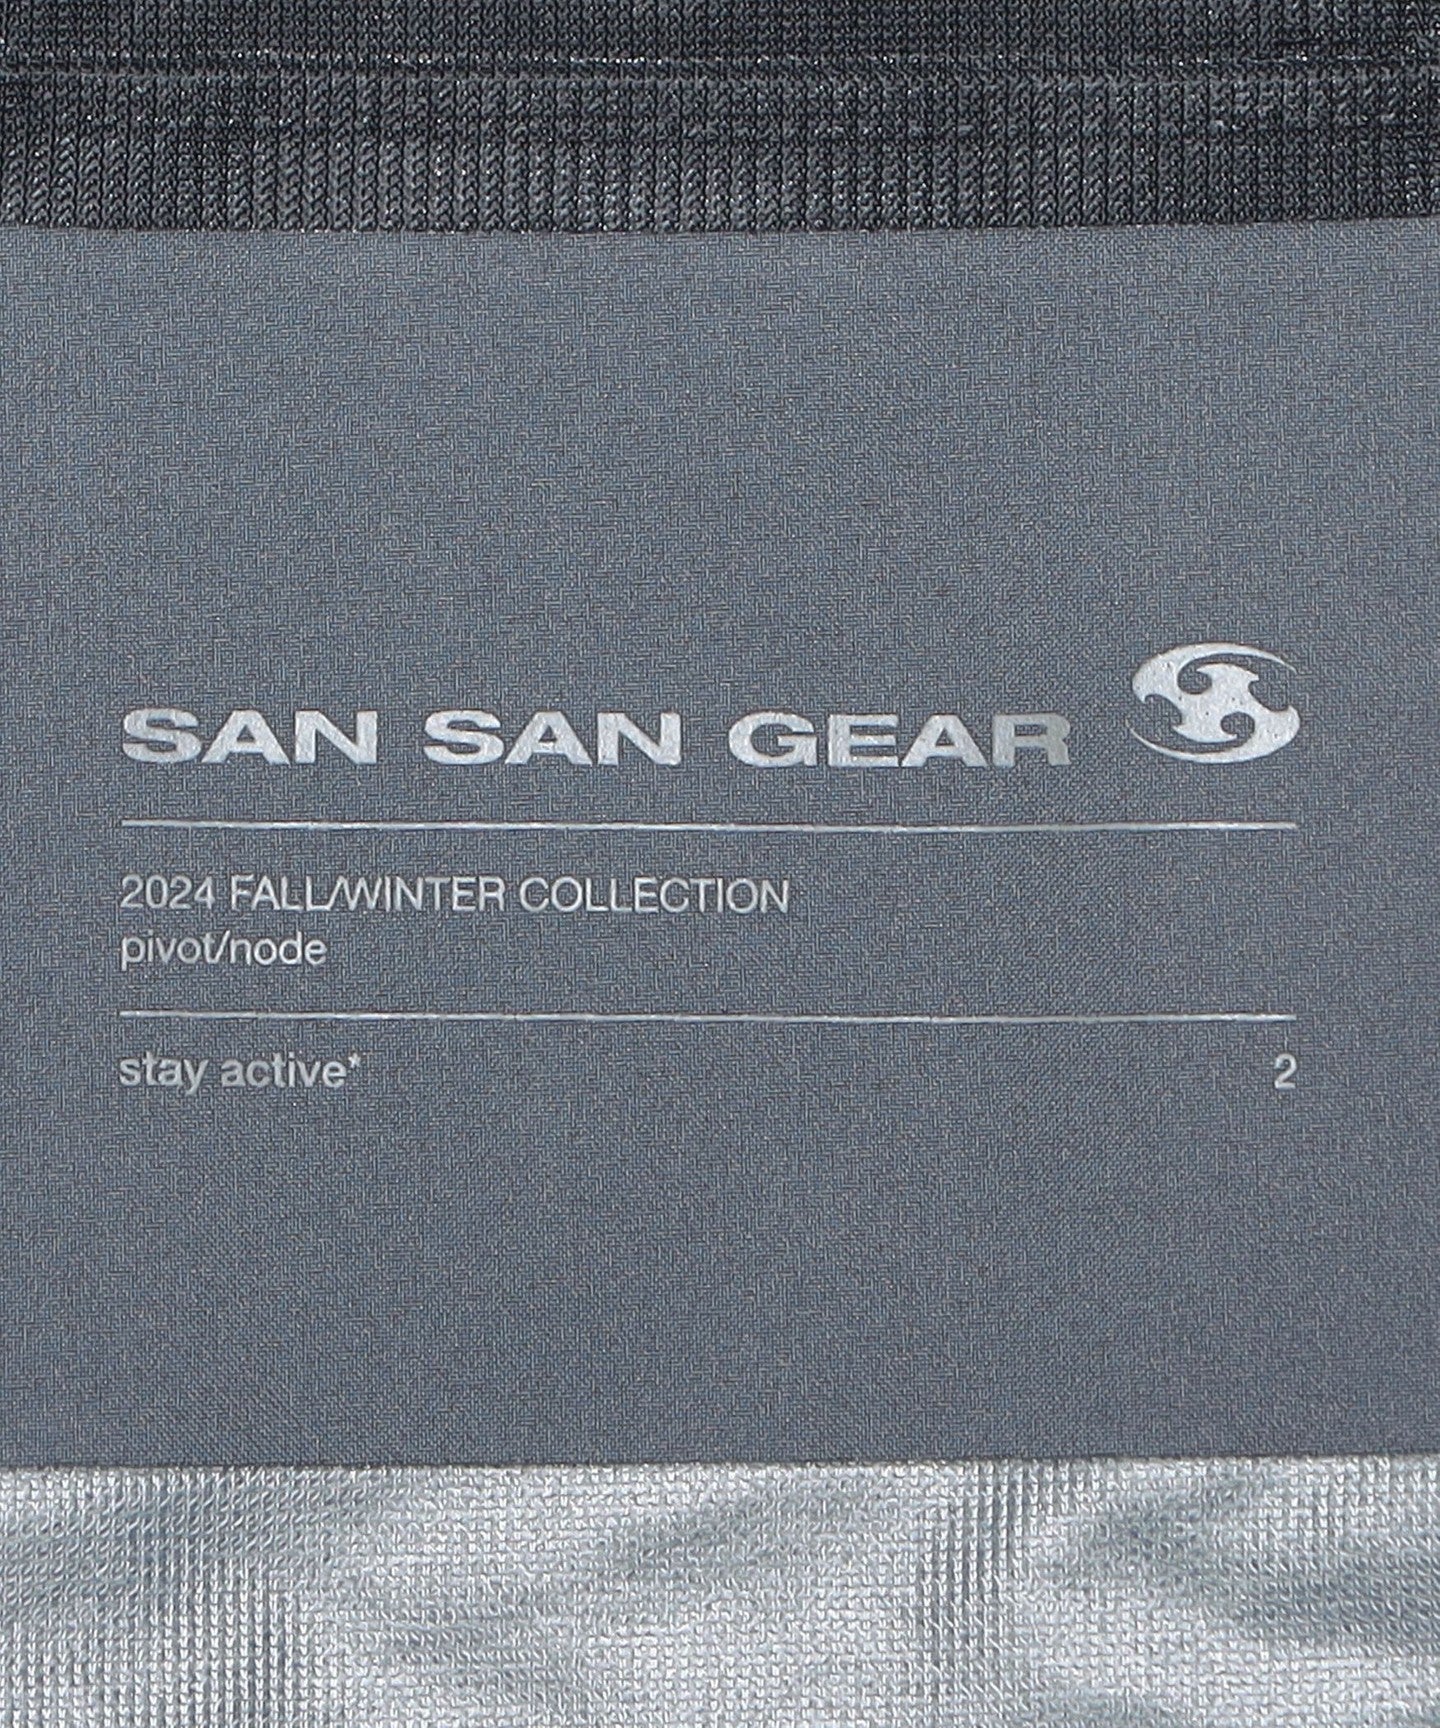 SAN SAN GEAR
2024 FALL/WINTER COLLECTION
pivot/node
stay active*
2